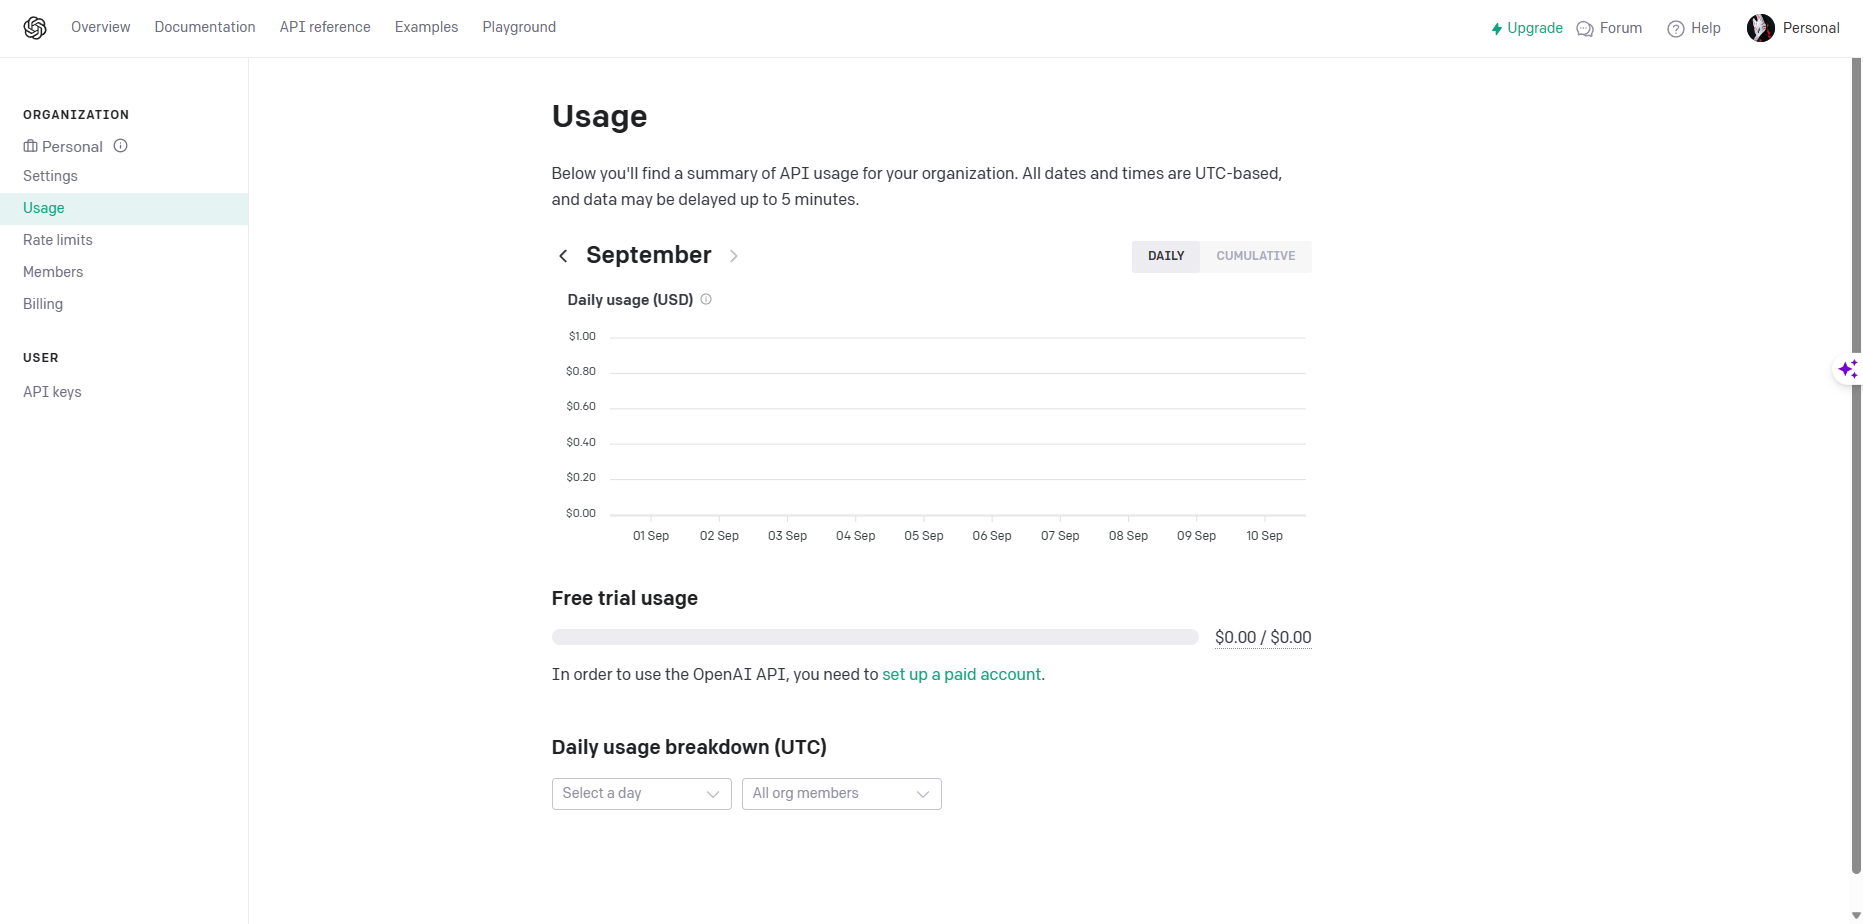 Overview Documentation API reference Examples Playground
Upgrade Forum Help Personal
ORGANIZATION
Personal
Settings
Usage
Rate limits
Members
Billing
USER
API keys
Usage
Below you'll find a summary of API usage for your organization. All dates and times are UTC-based,
and data may be delayed up to 5 minutes.
September
DAILY CUMULATIVE
Daily usage (USD)
$1.00
$0.80
$0.60
$0.40
$0.20
$0.00
01 Sep 02 Sep 03 Sep 04 Sep 05 Sep 06 Sep 07 Sep 08 Sep 09 Sep 10 Sep
Free trial usage
$0.00 / $0.00
In order to use the OpenAI API, you need to set up a paid account.
Daily usage breakdown (UTC)
Select a day All org members